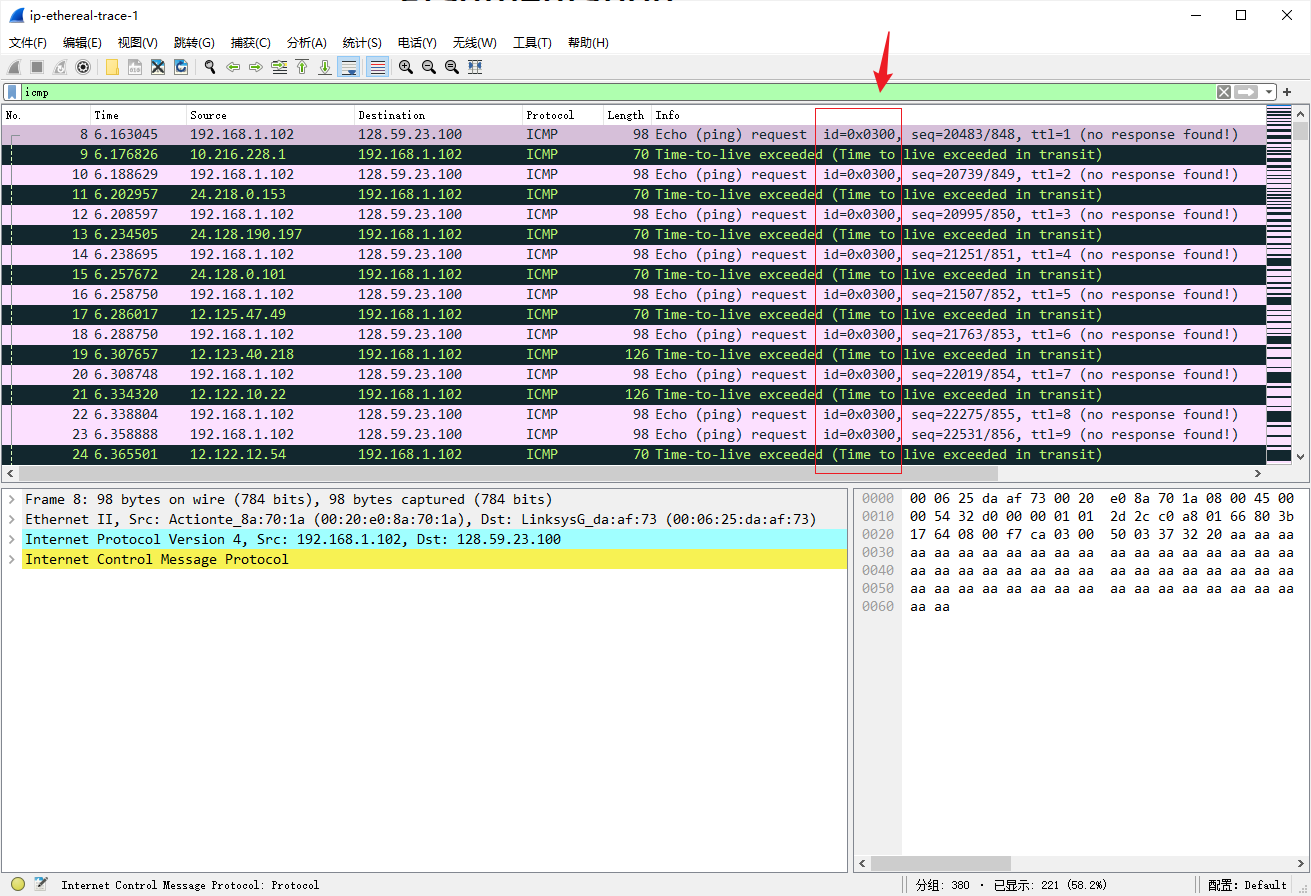 ip-ethereal-trace-1
文件(F) 编辑(E) 视图(V) 跳转(G) 捕获(C) 分析(A) 统计(S) 电话(Y) 无线(W) 工具(T) 帮助(H)
icmp
No. Time Source Destination Protocol Length Info
8 6.163045 192.168.1.102 128.59.23.100 ICMP 98 Echo (ping) request id=0x0300, seq=20483/848, ttl=1 (no response found!)
9 6.176826 10.216.228.1 192.168.1.102 ICMP 70 Time-to-live exceeded (Time to live exceeded in transit)
10 6.188629 192.168.1.102 128.59.23.100 ICMP 98 Echo (ping) request id=0x0300, seq=20739/849, ttl=2 (no response found!)
11 6.202957 24.218.0.153 192.168.1.102 ICMP 70 Time-to-live exceeded (Time to live exceeded in transit)
12 6.208597 192.168.1.102 128.59.23.100 ICMP 98 Echo (ping) request id=0x0300, seq=20995/850, ttl=3 (no response found!)
13 6.234505 24.128.190.197 192.168.1.102 ICMP 70 Time-to-live exceeded (Time to live exceeded in transit)
14 6.238695 192.168.1.102 128.59.23.100 ICMP 98 Echo (ping) request id=0x0300, seq=21251/851, ttl=4 (no response found!)
15 6.257672 24.128.0.101 192.168.1.102 ICMP 70 Time-to-live exceeded (Time to live exceeded in transit)
16 6.258750 192.168.1.102 128.59.23.100 ICMP 98 Echo (ping) request id=0x0300, seq=21507/852, ttl=5 (no response found!)
17 6.286017 12.125.47.49 192.168.1.102 ICMP 70 Time-to-live exceeded (Time to live exceeded in transit)
18 6.288750 192.168.1.102 128.59.23.100 ICMP 98 Echo (ping) request id=0x0300, seq=21763/853, ttl=6 (no response found!)
19 6.307657 12.123.40.218 192.168.1.102 ICMP 126 Time-to-live exceeded (Time to live exceeded in transit)
20 6.308748 192.168.1.102 128.59.23.100 ICMP 98 Echo (ping) request id=0x0300, seq=22019/854, ttl=7 (no response found!)
21 6.334320 12.122.10.22 192.168.1.102 ICMP 126 Time-to-live exceeded (Time to live exceeded in transit)
22 6.338804 192.168.1.102 128.59.23.100 ICMP 98 Echo (ping) request id=0x0300, seq=22275/855, ttl=8 (no response found!)
23 6.358888 192.168.1.102 128.59.23.100 ICMP 98 Echo (ping) request id=0x0300, seq=22531/856, ttl=9 (no response found!)
24 6.365501 12.122.12.54 192.168.1.102 ICMP 70 Time-to-live exceeded (Time to live exceeded in transit)
Frame 8: 98 bytes on wire (784 bits), 98 bytes captured (784 bits)
Ethernet II, Src: Actionte_8a:70:1a (00:20:e0:8a:70:1a), Dst: LinksysG_da:af:73 (00:06:25:da:af:73)
Internet Protocol Version 4, Src: 192.168.1.102, Dst: 128.59.23.100
Internet Control Message Protocol
0000 00 06 25 da af 73 00 20 e0 8a 70 1a 08 00 45 00
0010 00 54 32 d0 00 00 01 01 2d 2c c0 a8 01 66 80 3b
0020 17 64 08 00 f7 ca 03 00 50 03 37 32 20 aa aa aa
0030 aa aa aa aa aa aa aa aa aa aa aa aa aa aa aa aa
0040 aa aa aa aa aa aa aa aa aa aa aa aa aa aa aa aa
0050 aa aa aa aa aa aa aa aa aa aa aa aa aa aa aa aa
0060 aa aa
Internet Control Message Protocol: Protocol
分组: 380 · 已显示: 221 (58.2%)
配置: Default